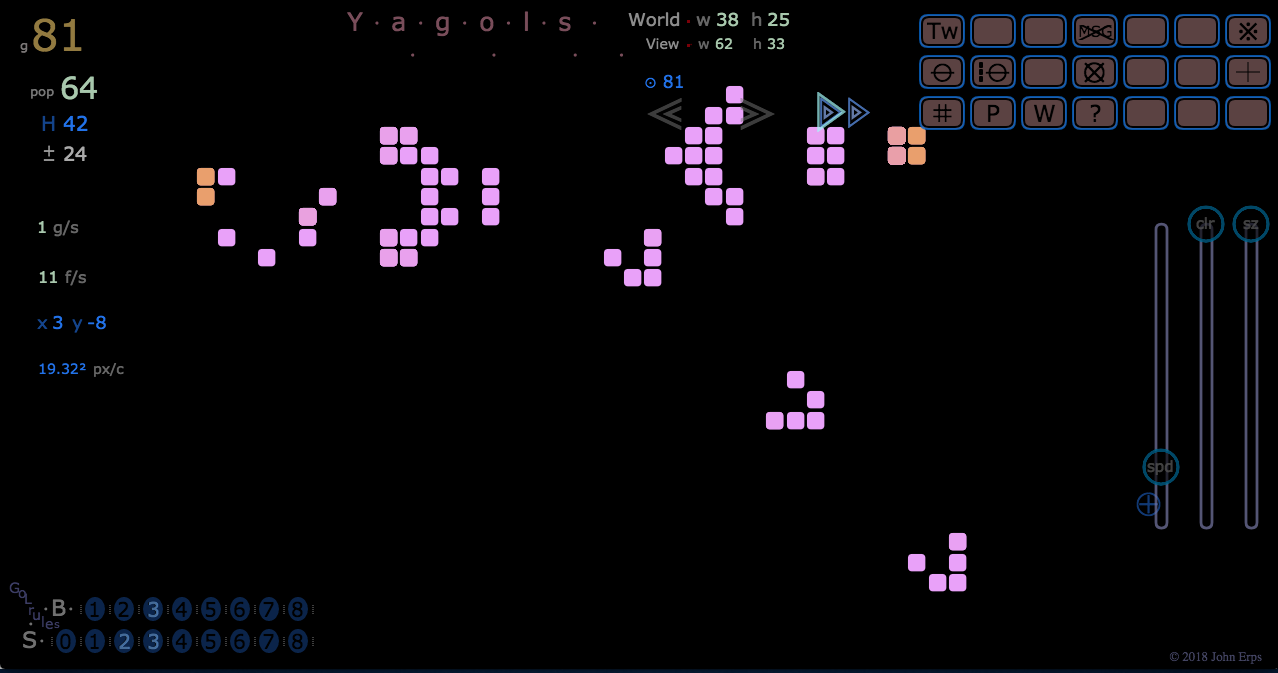 g 81
Y · a · g · o · l · s ·
World · w 38 h 25
View · w 62 h 33
⊙ 81
pop 64
H 42
± 24
1 g/s
11 f/s
x 3 y -8
19.32² px/c
Tw MSG ※
# P W ?
clr sz
spd
GoL rules
· B · 1 2 3 4 5 6 7 8
S · 0 1 2 3 4 5 6 7 8
© 2018 John Erps